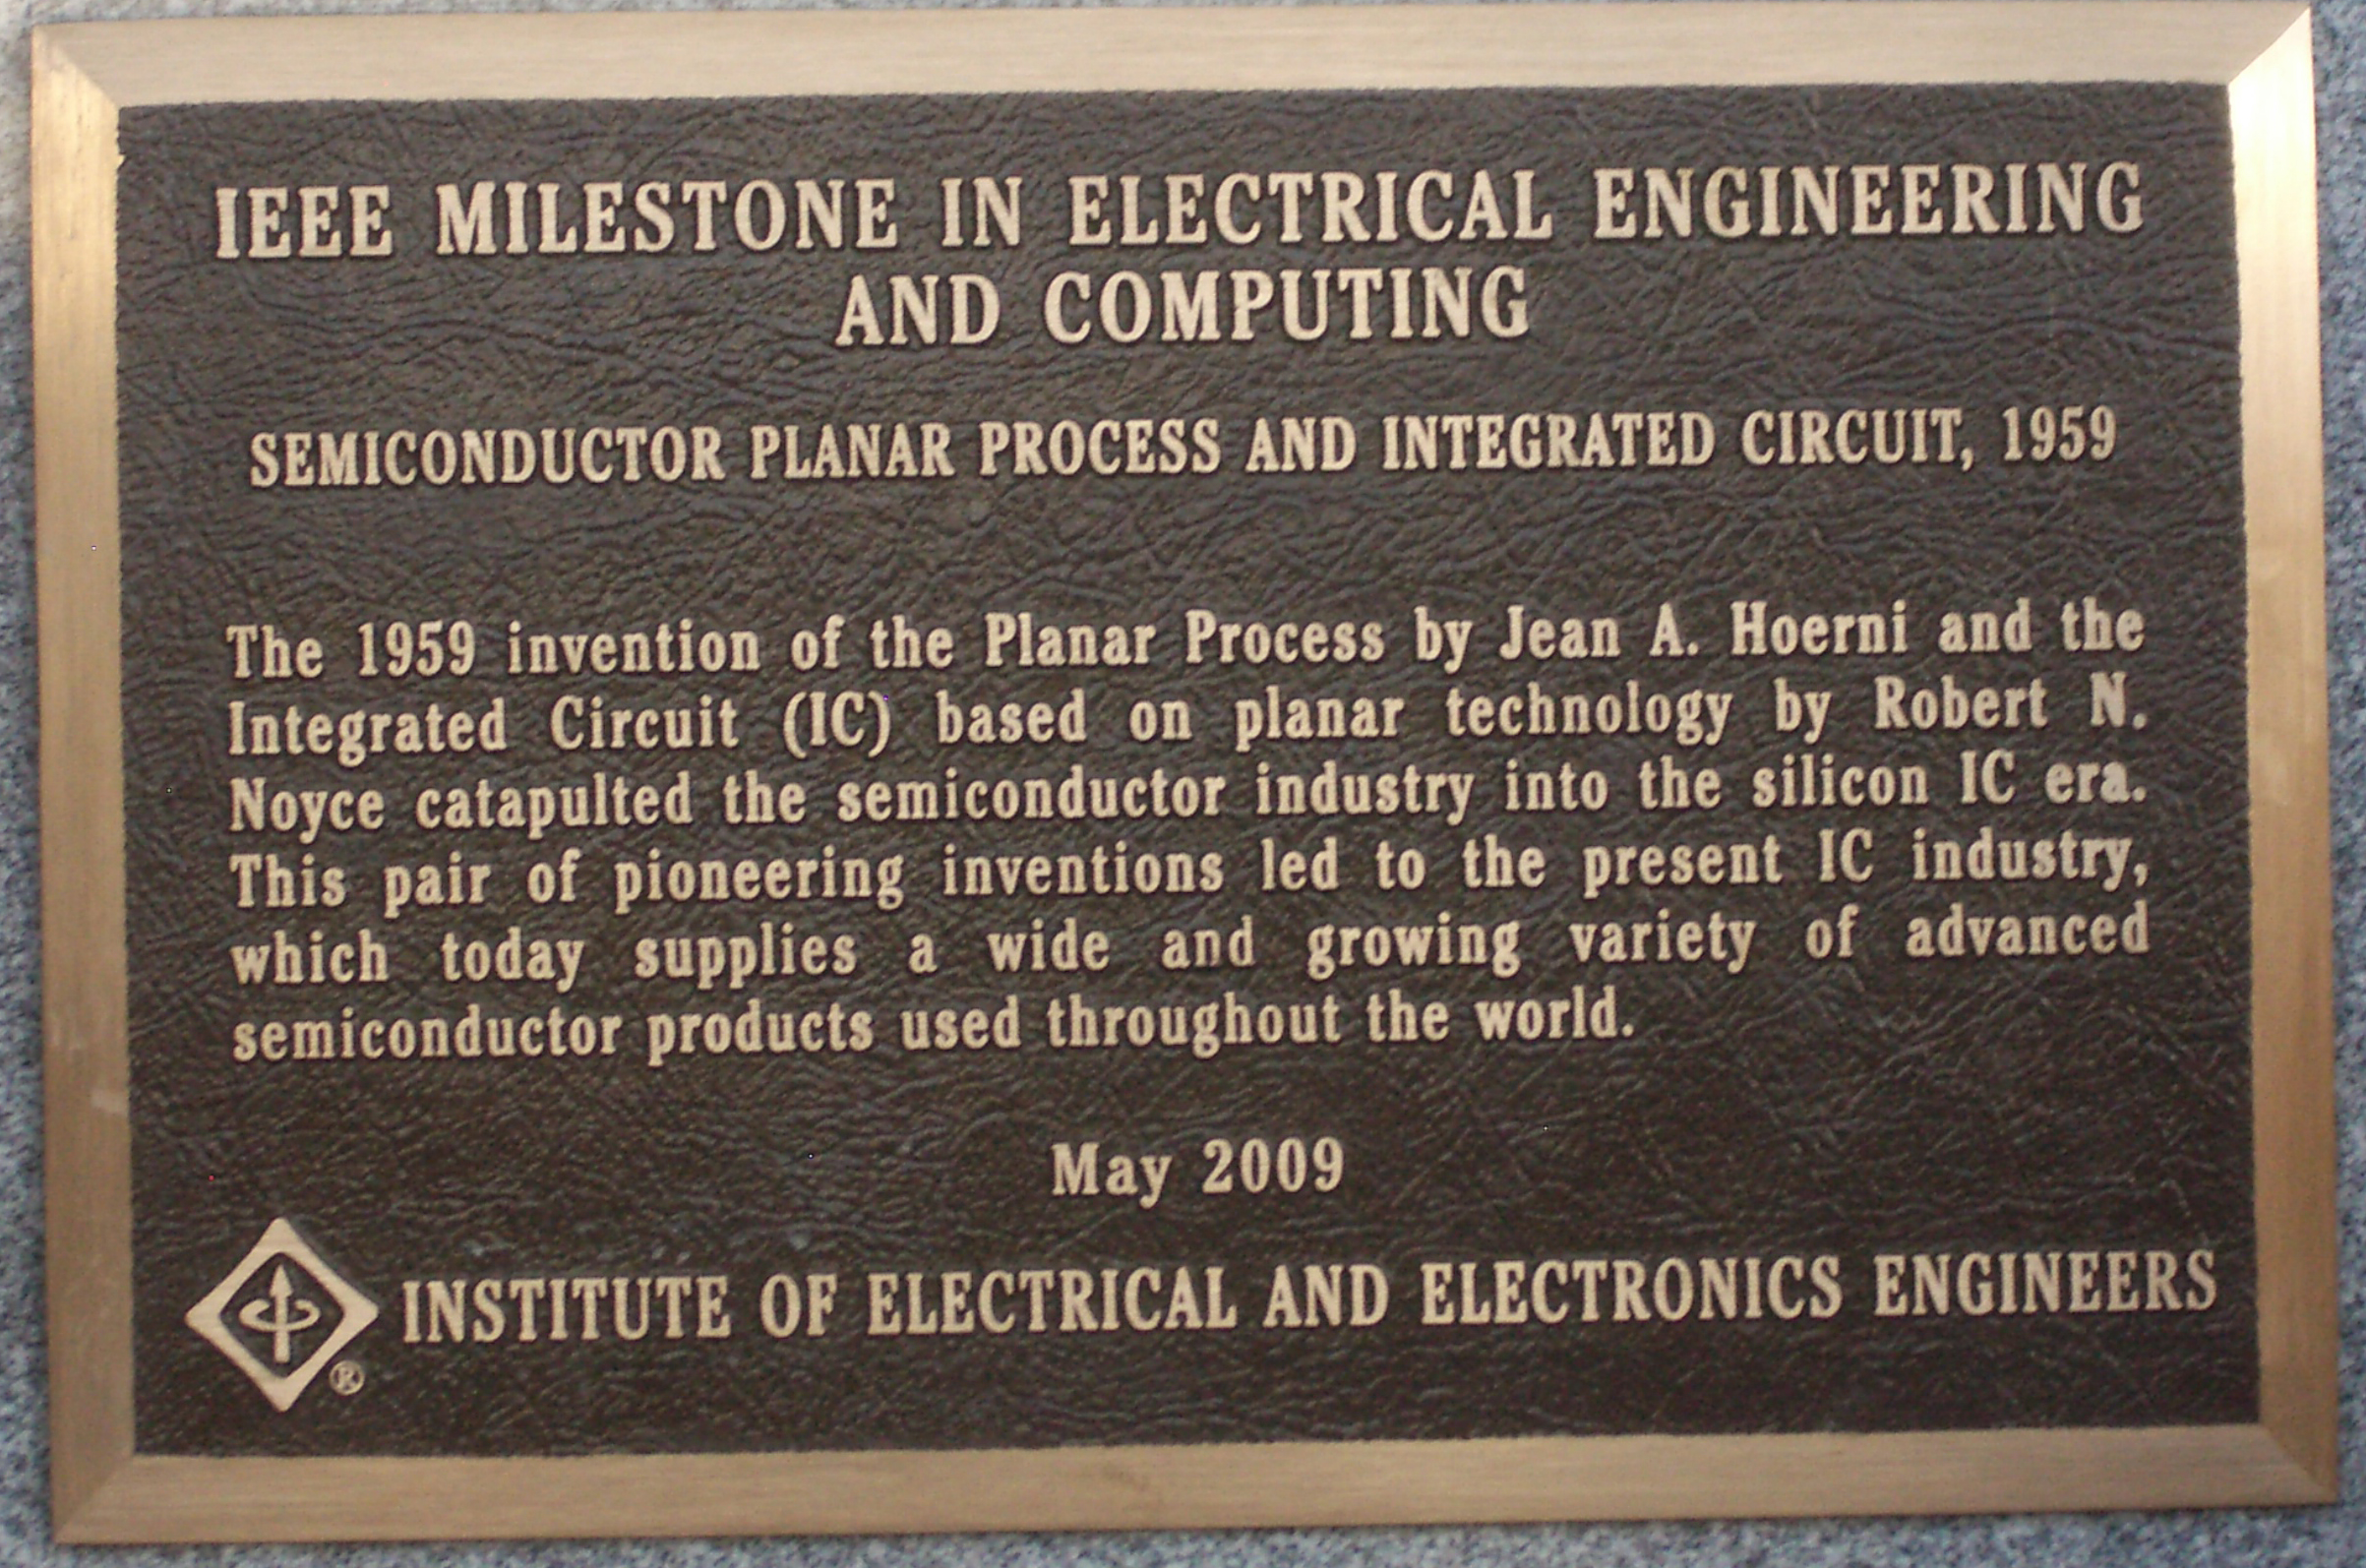 IEEE MILESTONE IN ELECTRICAL ENGINEERING
AND COMPUTING
SEMICONDUCTOR PLANAR PROCESS AND INTEGRATED CIRCUIT, 1959
The 1959 invention of the Planar Process by Jean A. Hoerni and the
Integrated Circuit (IC) based on planar technology by Robert N.
Noyce catapulted the semiconductor industry into the silicon IC era.
This pair of pioneering inventions led to the present IC industry,
which today supplies a wide and growing variety of advanced
semiconductor products used throughout the world.
May 2009
INSTITUTE OF ELECTRICAL AND ELECTRONICS ENGINEERS
®